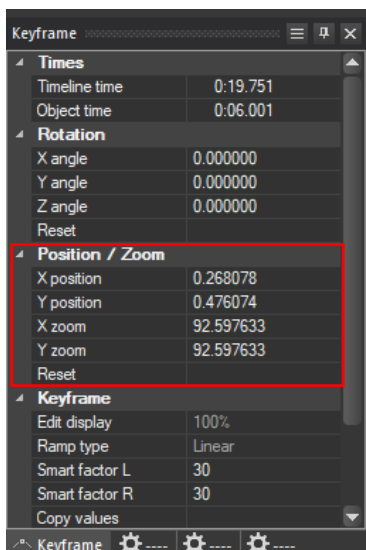 Keyframe
Times
Timeline time 0:19.751
Object time 0:06.001
Rotation
X angle 0.000000
Y angle 0.000000
Z angle 0.000000
Reset
Position / Zoom
X position 0.268078
Y position 0.476074
X zoom 92.597633
Y zoom 92.597633
Reset
Keyframe
Edit display 100%
Ramp type Linear
Smart factor L 30
Smart factor R 30
Copy values
Keyframe ---- ---- ----